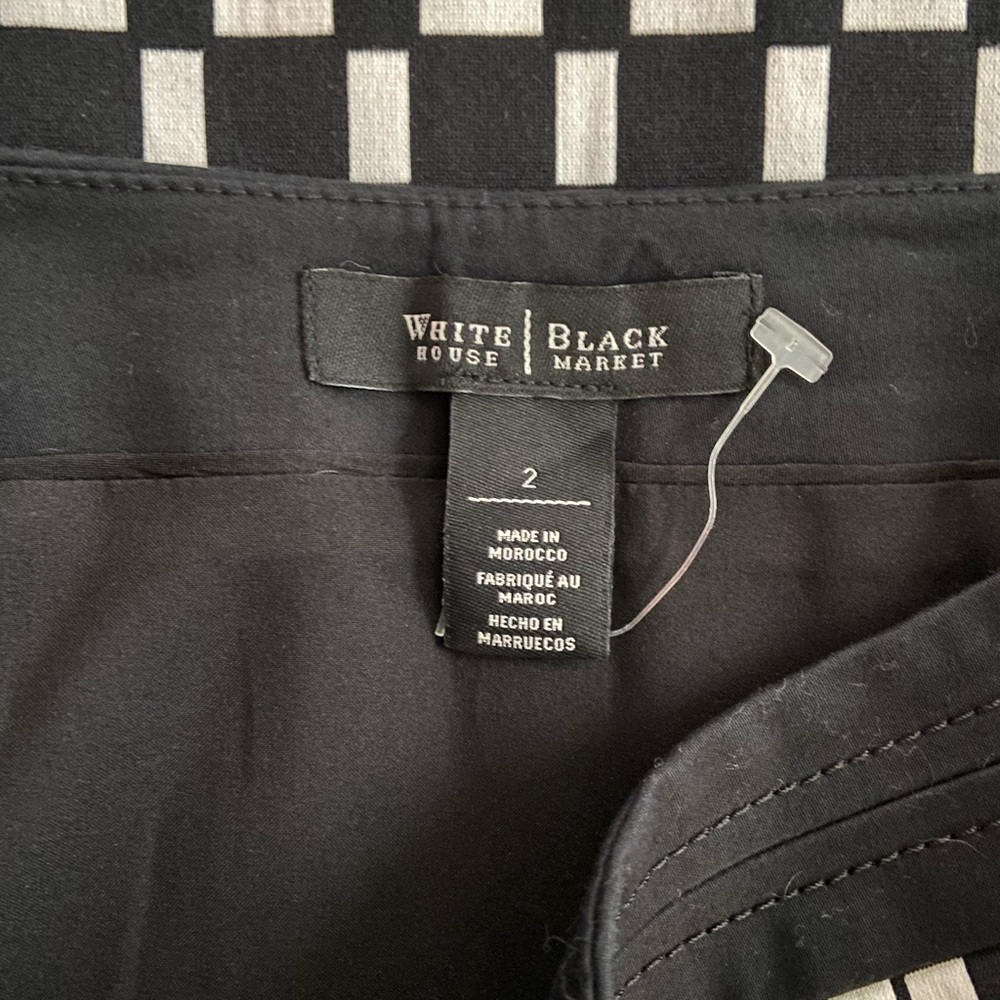 WHITE | BLACK
HOUSE | MARKET
2
MADE IN
MOROCCO
FABRIQUÉ AU
MAROC
HECHO EN
MARRUECOS